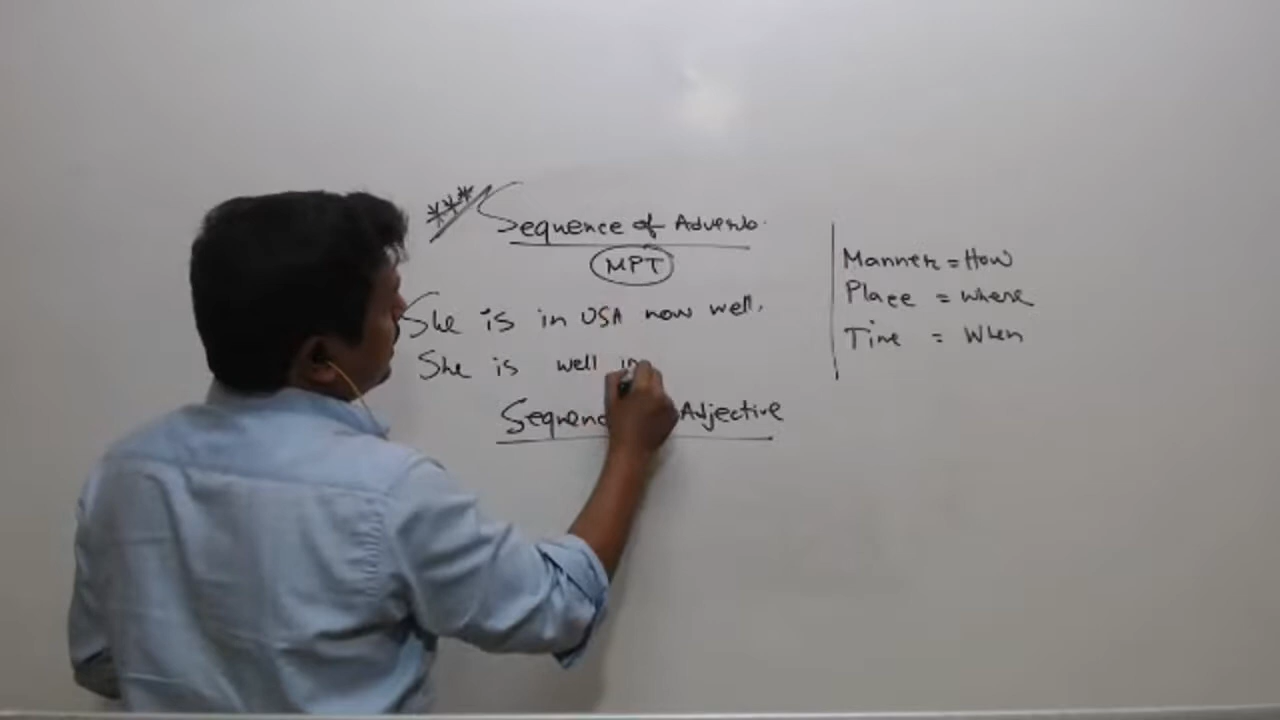 ***
Sequence of Adverb.
MPT
She is in USA now well.
She is well in
Sequenc Adjective
Manner = How
Place = where
Time = When